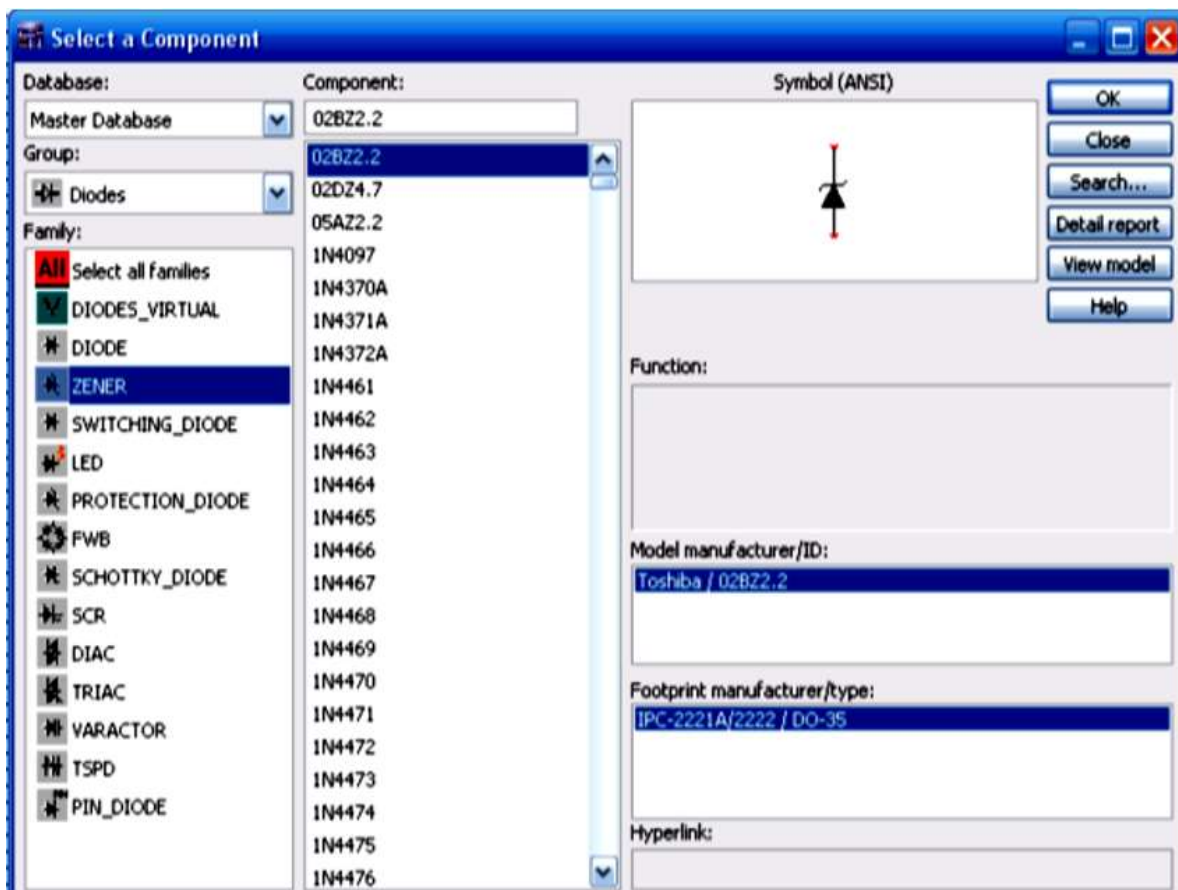 Select a Component
Database:
Master Database
Group:
Diodes
Family:
All Select all families
DIODES_VIRTUAL
DIODE
ZENER
SWITCHING_DIODE
LED
PROTECTION_DIODE
FWB
SCHOTTKY_DIODE
SCR
DIAC
TRIAC
VARACTOR
TSPD
PIN_DIODE
Component:
02BZ2.2
02BZ2.2
02DZ4.7
05AZ2.2
1N4097
1N4370A
1N4371A
1N4372A
1N4461
1N4462
1N4463
1N4464
1N4465
1N4466
1N4467
1N4468
1N4469
1N4470
1N4471
1N4472
1N4473
1N4474
1N4475
1N4476
Symbol (ANSI)
OK
Close
Search...
Detail report
View model
Help
Function:
Model manufacturer/ID:
Toshiba / 02BZ2.2
Footprint manufacturer/type:
IPC-2221A/2222 / DO-35
Hyperlink: